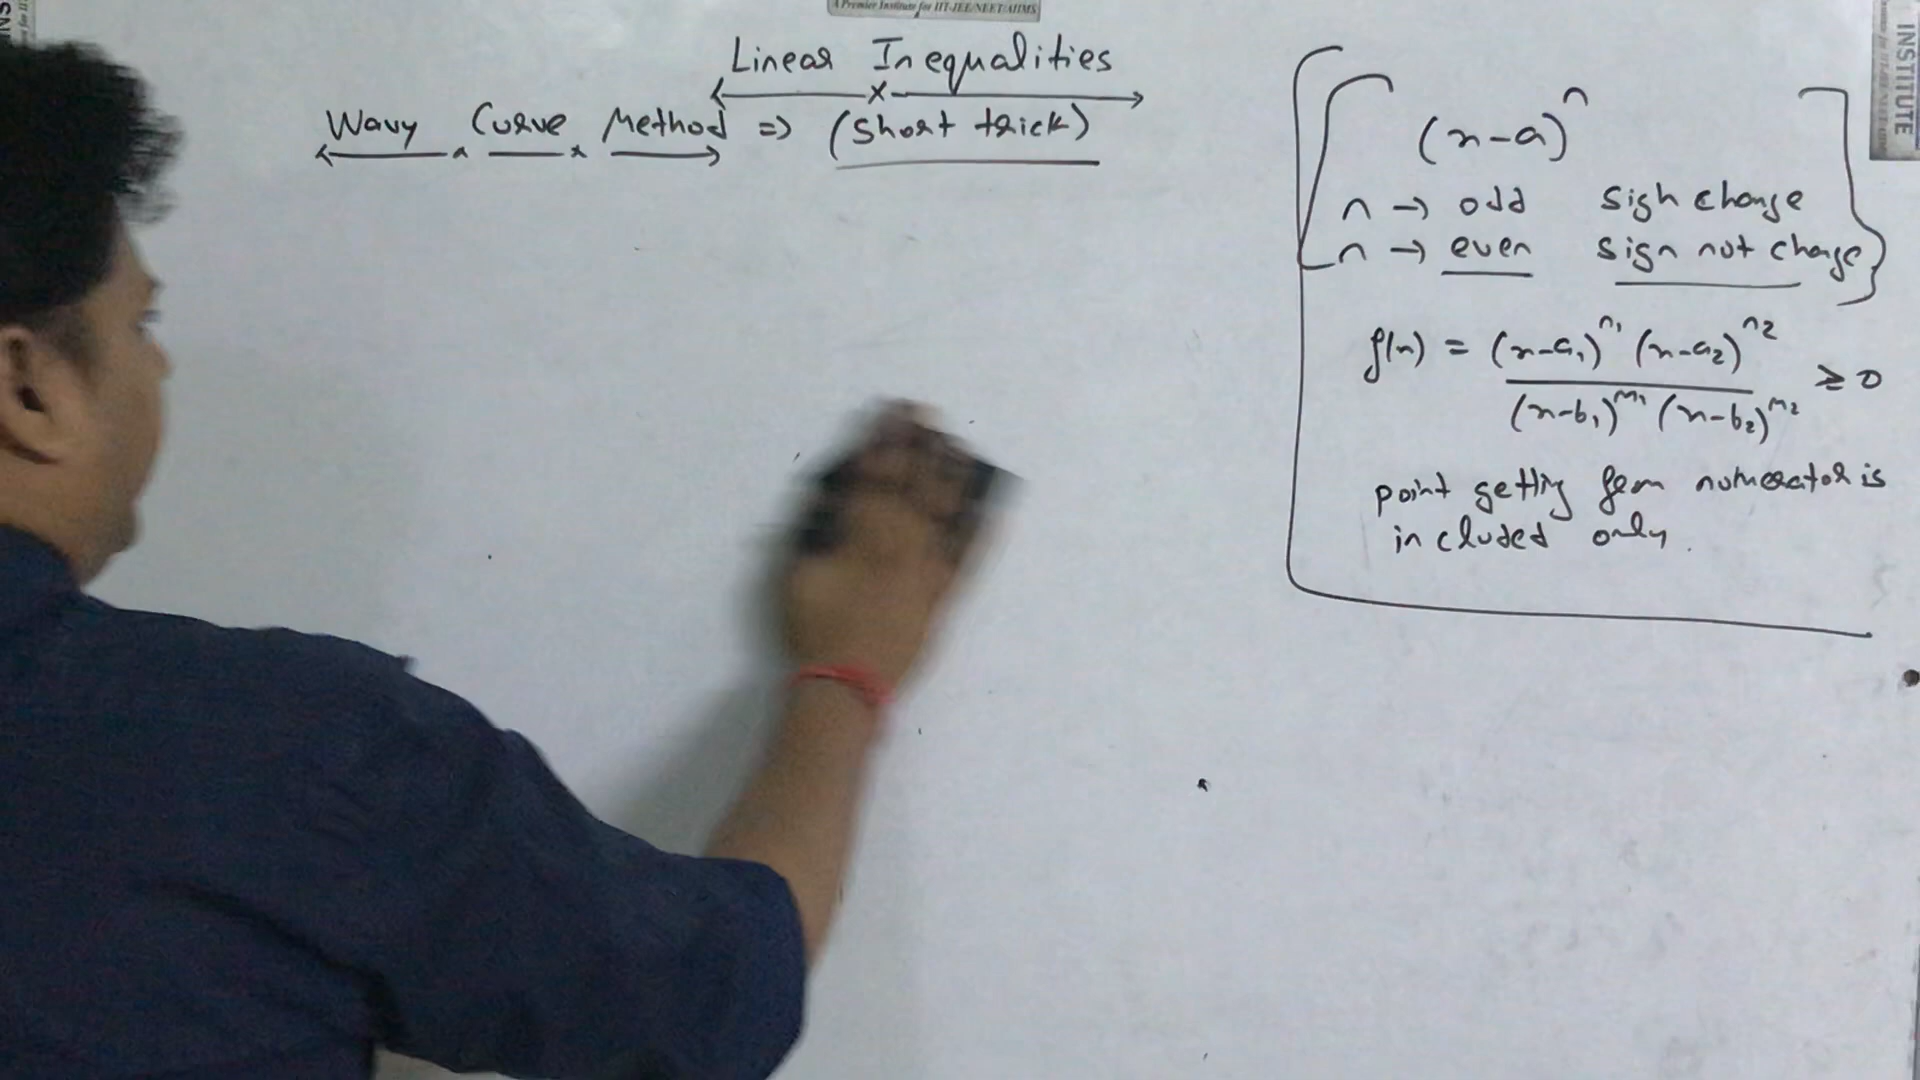 A Premier Institute for IIT-JEE/NEET/AIIMS
Linear Inequalities
Wavy Curve Method => (Short trick)
(x-a)^n
n → odd sigh change
n → even sign not change
f(x) = (x-a₁)^n₁ (x-a₂)^n₂ / (x-b₁)^m₁ (x-b₂)^m₂ ≥ 0
point getting from numerator is
included only.
INSTITUTE